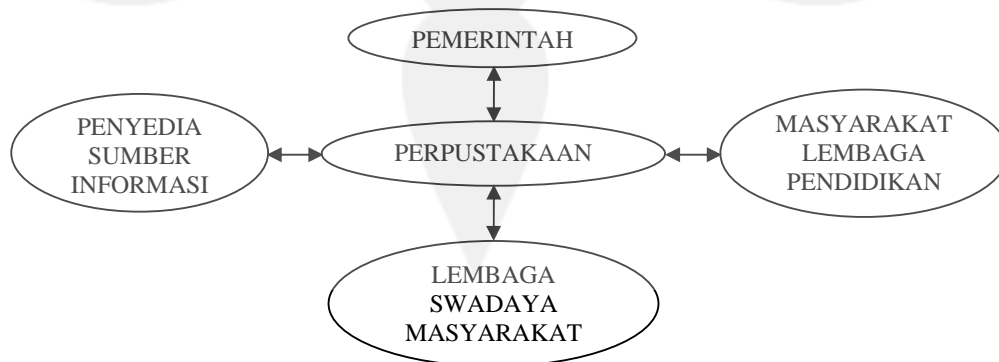 PEMERINTAH
PENYEDIA
SUMBER
INFORMASI
PERPUSTAKAAN
MASYARAKAT
LEMBAGA
PENDIDIKAN
LEMBAGA
SWADAYA
MASYARAKAT